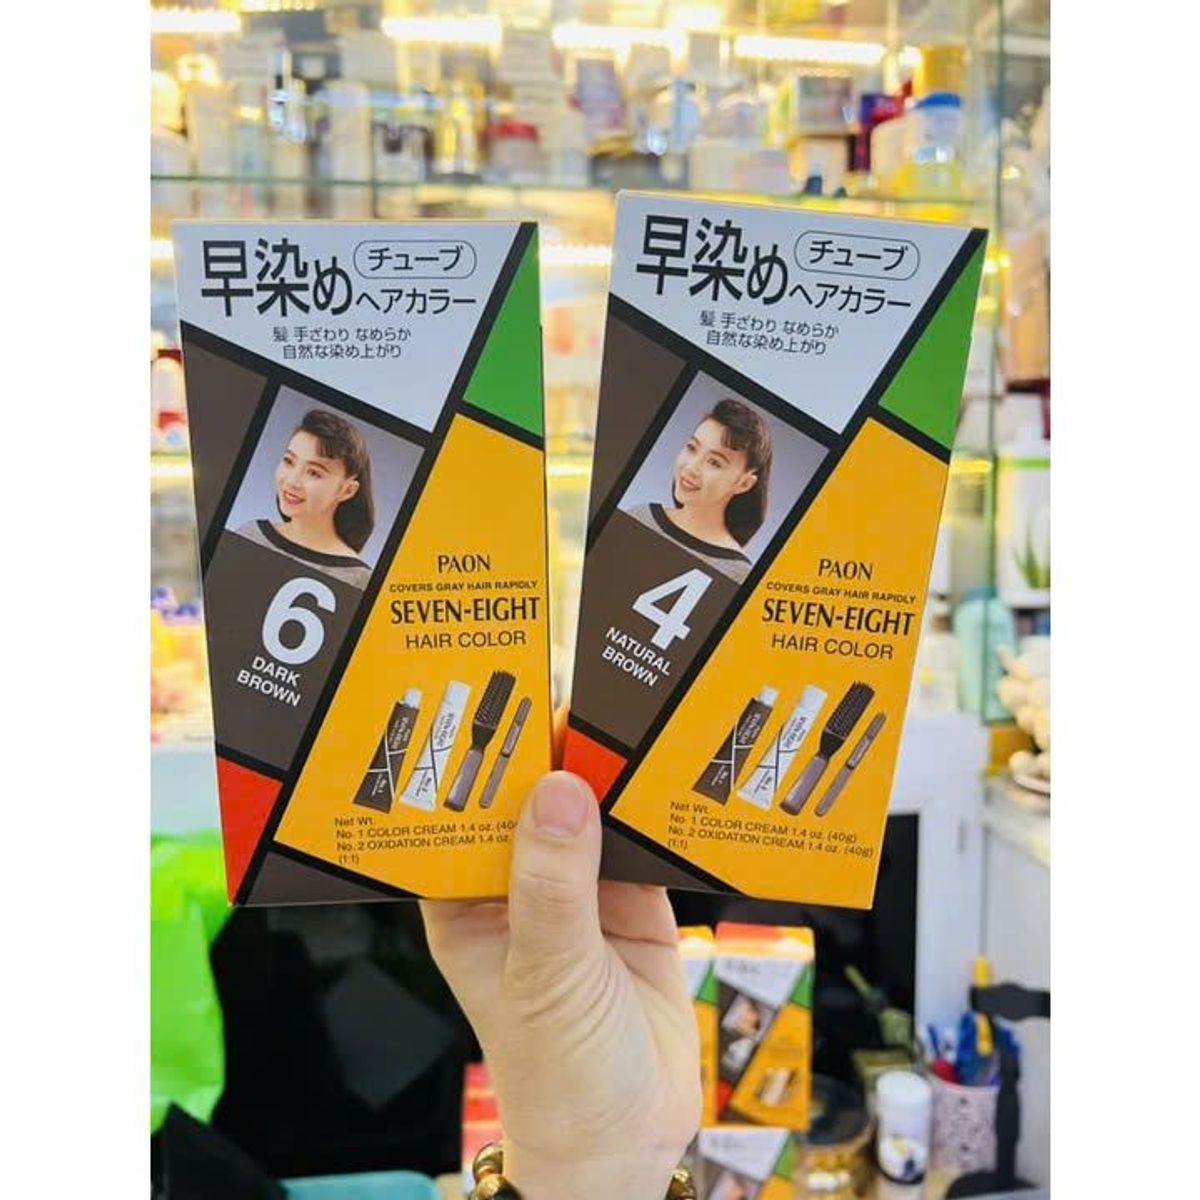 早染め
チューブ
ヘアカラー
髪 手ざわり なめらか
自然な染め上がり
6
DARK
BROWN
PAON
COVERS GRAY HAIR RAPIDLY
SEVEN-EIGHT
HAIR COLOR
Net Wt.
No. 1 COLOR CREAM 1.4 oz. (40
No. 2 OXIDATION CREAM 1.4 oz.
(1:1)
早染め
チューブ
ヘアカラー
髪 手ざわり なめらか
自然な染め上がり
4
NATURAL
BROWN
PAON
COVERS GRAY HAIR RAPIDLY
SEVEN-EIGHT
HAIR COLOR
Net Wt.
No. 1 COLOR CREAM 1.4 oz. (40g)
No. 2 OXIDATION CREAM 1.4 oz. (40g)
(1:1)
4